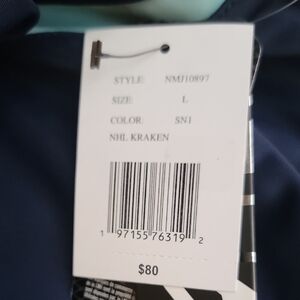 STYLE: NMJ10897
SIZE: L
COLOR: SN1
NHL KRAKEN
1 97155 76319 2
$80